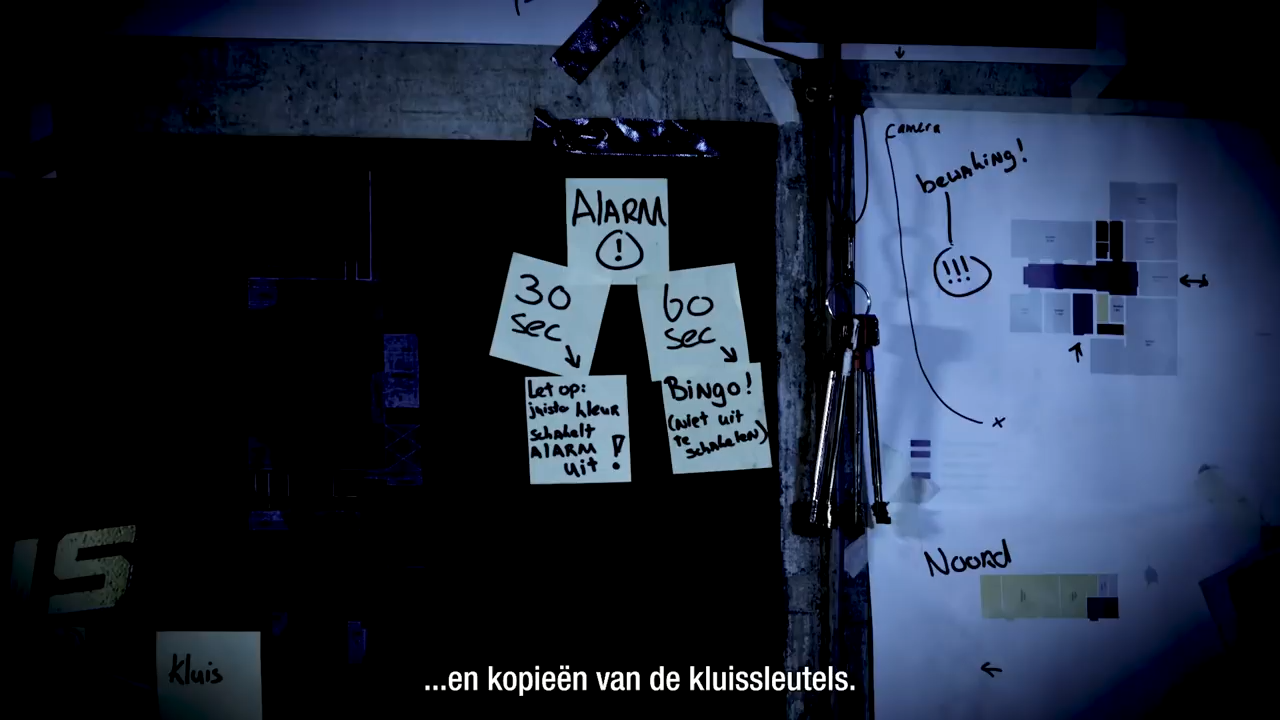 Camera
bewaking!
!!!
ALARM
!
30
sec
60
sec
Let op:
juiste kleur
schakelt
ALARM
uit !
Bingo!
(niet uit
te
schakelen)
Noord
Kluis
...en kopieën van de kluissleutels.